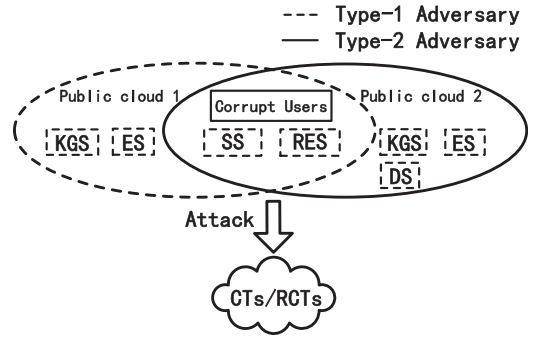 Type-1 Adversary
Type-2 Adversary
Public cloud 1
Corrupt Users
Public cloud 2
KGS ES SS RES KGS ES
DS
Attack
CTs/RCTs